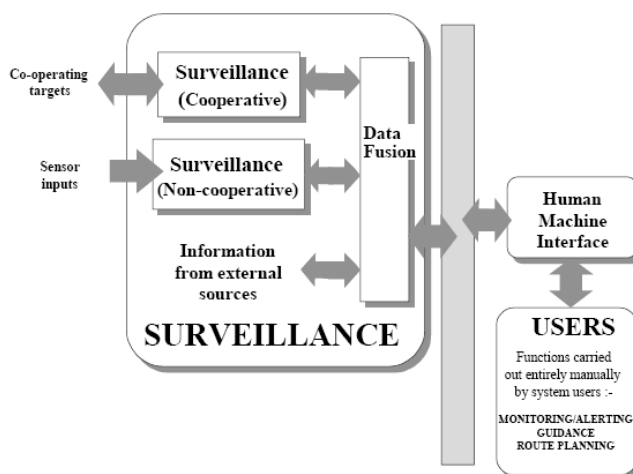 Co-operating
targets
Surveillance
(Cooperative)
Sensor
inputs
Surveillance
(Non-cooperative)
Information
from external
sources
Data
Fusion
SURVEILLANCE
Human
Machine
Interface
USERS
Functions carried
out entirely manually
by system users :-
MONITORING/ALERTING
GUIDANCE
ROUTE PLANNING